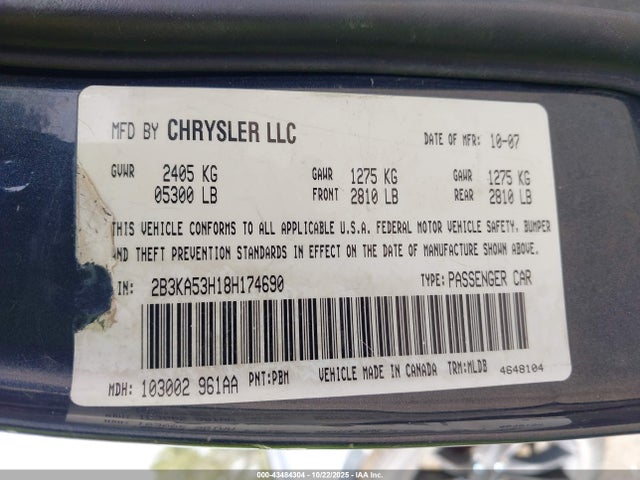 MFD BY CHRYSLER LLC DATE OF MFR: 10-07
GVWR 2405 KG GAWR 1275 KG GAWR 1275 KG
05300 LB FRONT 2810 LB REAR 2810 LB
THIS VEHICLE CONFORMS TO ALL APPLICABLE U.S.A. FEDERAL MOTOR VEHICLE SAFETY, BUMPER
AND THEFT PREVENTION STANDARDS IN EFFECT ON THE DATE OF MANUFACTURE SHOWN ABOVE.
IN: 2B3KA53H18H174690 TYPE: PASSENGER CAR
MDH: 103002 961AA PNT:PBM VEHICLE MADE IN CANADA TRM:MLDB 4648104
000-43484304 - 10/22/2025 - COPYRIGHT 2025 IAA, LLC